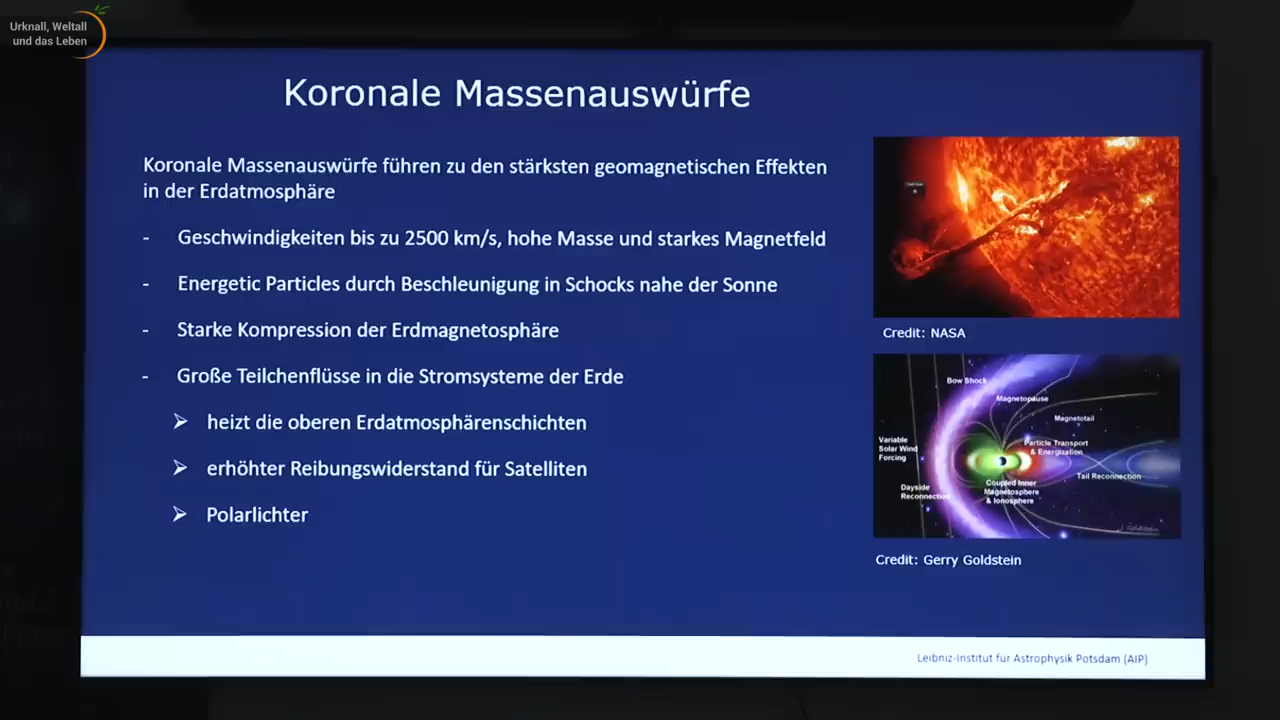 Urknall, Weltall
und das Leben
Koronale Massenauswürfe
Koronale Massenauswürfe führen zu den stärksten geomagnetischen Effekten
in der Erdatmosphäre
- Geschwindigkeiten bis zu 2500 km/s, hohe Masse und starkes Magnetfeld
- Energetic Particles durch Beschleunigung in Schocks nahe der Sonne
- Starke Kompression der Erdmagnetosphäre
- Große Teilchenflüsse in die Stromsysteme der Erde
➢ heizt die oberen Erdatmosphärenschichten
➢ erhöhter Reibungswiderstand für Satelliten
➢ Polarlichter
Credit: NASA
Bow Shock
Magnetopause
Magnetotail
Variable
Solar Wind
Forcing
Particle Transport
& Energization
Tail Reconnection
Dayside
Reconnection
Coupled Inner
Magnetosphere
& Ionosphere
Credit: Gerry Goldstein
Leibniz-Institut für Astrophysik Potsdam (AIP)